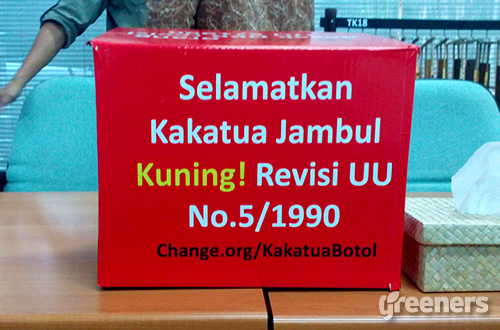 TK18
Selamatkan
Kakatua Jambul
Kuning! Revisi UU
No.5/1990
Change.org/KakatuaBotol
greeners